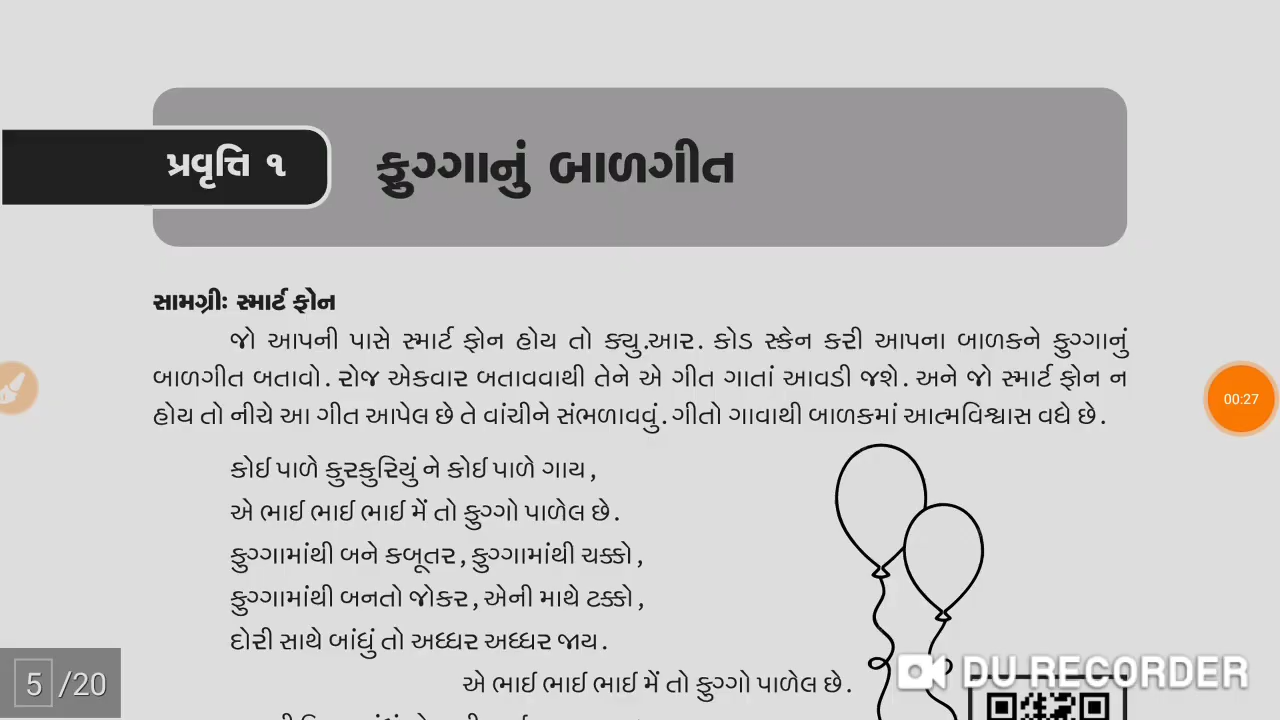 પ્રવૃત્તિ ૧
ફુગ્ગાનું બાળગીત
સામગ્રીઃ સ્માર્ટ ફોન
જો આપની પાસે સ્માર્ટ ફોન હોય તો ક્યુ.આર. કોડ સ્કેન કરી આપના બાળકને ફુગ્ગાનું
બાળગીત બતાવો. રોજ એકવાર બતાવવાથી તેને એ ગીત ગાતાં આવડી જશે. અને જો સ્માર્ટ ફોન ન
હોય તો નીચે આ ગીત આપેલ છે તે વાંચીને સંભળાવવું. ગીતો ગાવાથી બાળકમાં આત્મવિશ્વાસ વધે છે.
00:27
કોઈ પાળે કુરકુરિયું ને કોઈ પાળે ગાય,
એ ભાઈ ભાઈ ભાઈ મેં તો ફુગ્ગો પાળેલ છે.
ફુગ્ગામાંથી બને કબૂતર, ફુગ્ગામાંથી ચક્કો,
ફુગ્ગામાંથી બનતો જોકર, એની માથે ટક્કો,
દોરી સાથે બાંધું તો અધ્ધર અધ્ધર જાય.
એ ભાઈ ભાઈ ભાઈ મેં તો ફુગ્ગો પાળેલ છે.
DU RECORDER
5 /20